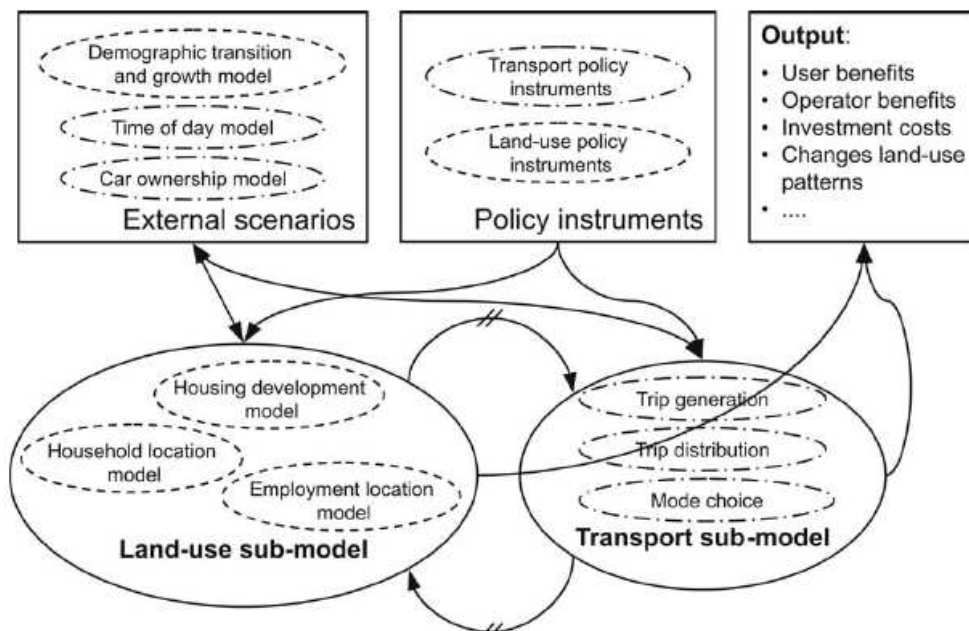 Demographic transition
and growth model
Time of day model
Car ownership model
External scenarios
Transport policy
instruments
Land-use policy
instruments
Policy instruments
Output:
• User benefits
• Operator benefits
• Investment costs
• Changes land-use
patterns
• ....
Housing development
model
Household location
model
Employment location
model
Land-use sub-model
Trip generation
Trip distribution
Mode choice
Transport sub-model